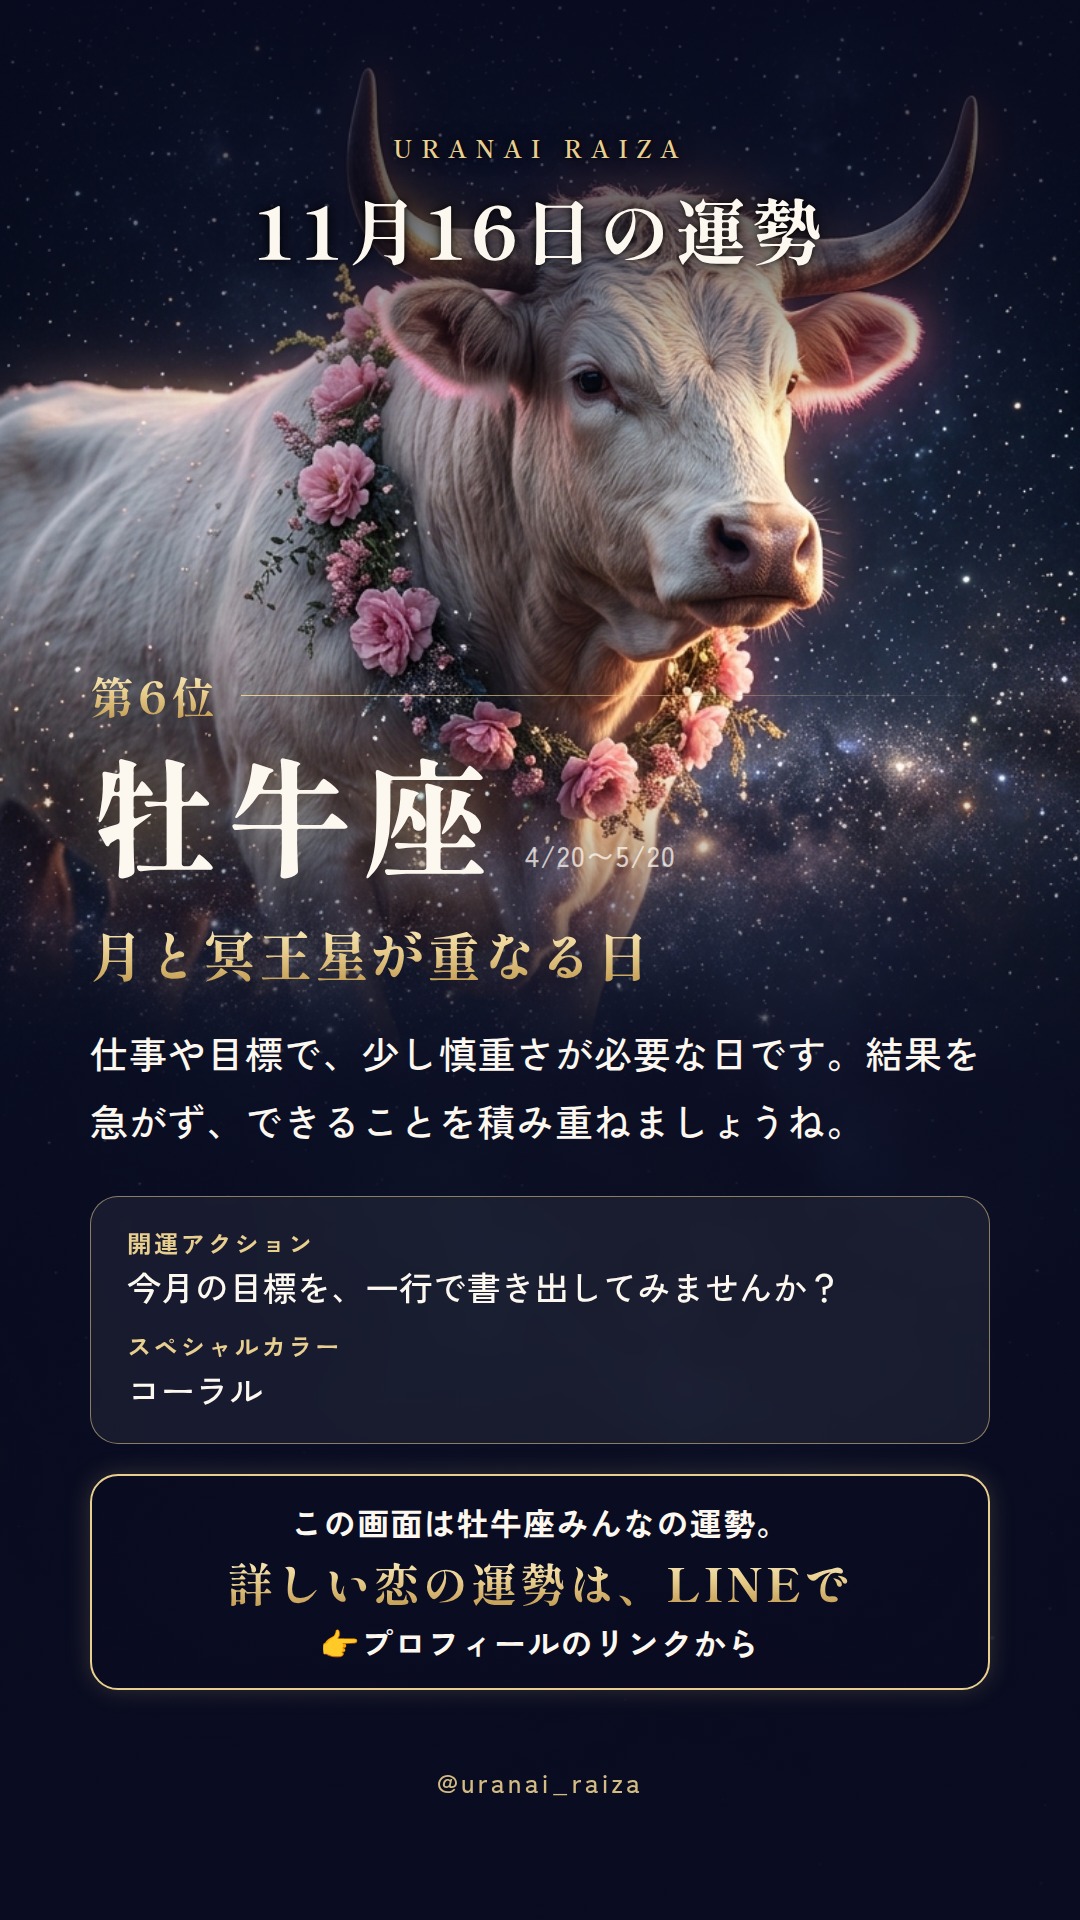 URANAI RAIZA
11月16日の運勢
第6位
牡牛座 4/20〜5/20
月と冥王星が重なる日
仕事や目標で、少し慎重さが必要な日です。結果を
急がず、できることを積み重ねましょうね。
開運アクション
今月の目標を、一行で書き出してみませんか？
スペシャルカラー
コーラル
この画面は牡牛座みんなの運勢。
詳しい恋の運勢は、LINEで
👉プロフィールのリンクから
@uranai_raiza